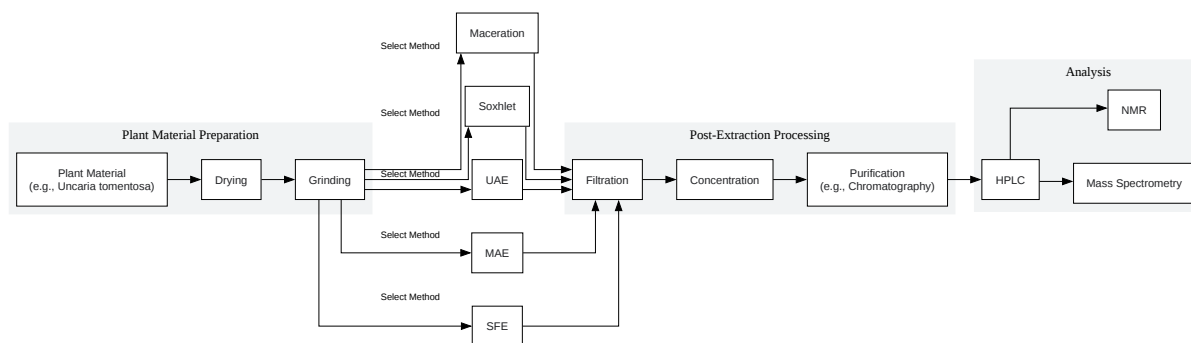 Plant Material Preparation
Plant Material
(e.g., Uncaria tomentosa)
Drying
Grinding
Select Method
Maceration
Select Method
Soxhlet
Select Method
UAE
Select Method
MAE
Select Method
SFE
Post-Extraction Processing
Filtration
Concentration
Purification
(e.g., Chromatography)
Analysis
HPLC
NMR
Mass Spectrometry